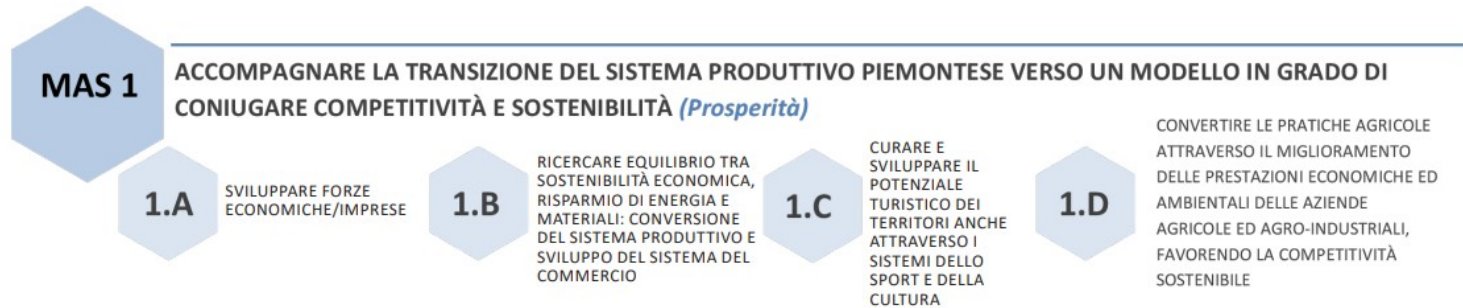 MAS 1
ACCOMPAGNARE LA TRANSIZIONE DEL SISTEMA PRODUTTIVO PIEMONTESE VERSO UN MODELLO IN GRADO DI
CONIUGARE COMPETITIVITÀ E SOSTENIBILITÀ (Prosperità)
1.A
SVILUPPARE FORZE
ECONOMICHE/IMPRESE
1.B
RICERCARE EQUILIBRIO TRA
SOSTENIBILITÀ ECONOMICA,
RISPARMIO DI ENERGIA E
MATERIALI: CONVERSIONE
DEL SISTEMA PRODUTTIVO E
SVILUPPO DEL SISTEMA DEL
COMMERCIO
1.C
CURARE E
SVILUPPARE IL
POTENZIALE
TURISTICO DEI
TERRITORI ANCHE
ATTRAVERSO I
SISTEMI DELLO
SPORT E DELLA
CULTURA
1.D
CONVERTIRE LE PRATICHE AGRICOLE
ATTRAVERSO IL MIGLIORAMENTO
DELLE PRESTAZIONI ECONOMICHE ED
AMBIENTALI DELLE AZIENDE
AGRICOLE ED AGRO-INDUSTRIALI,
FAVORENDO LA COMPETITIVITÀ
SOSTENIBILE